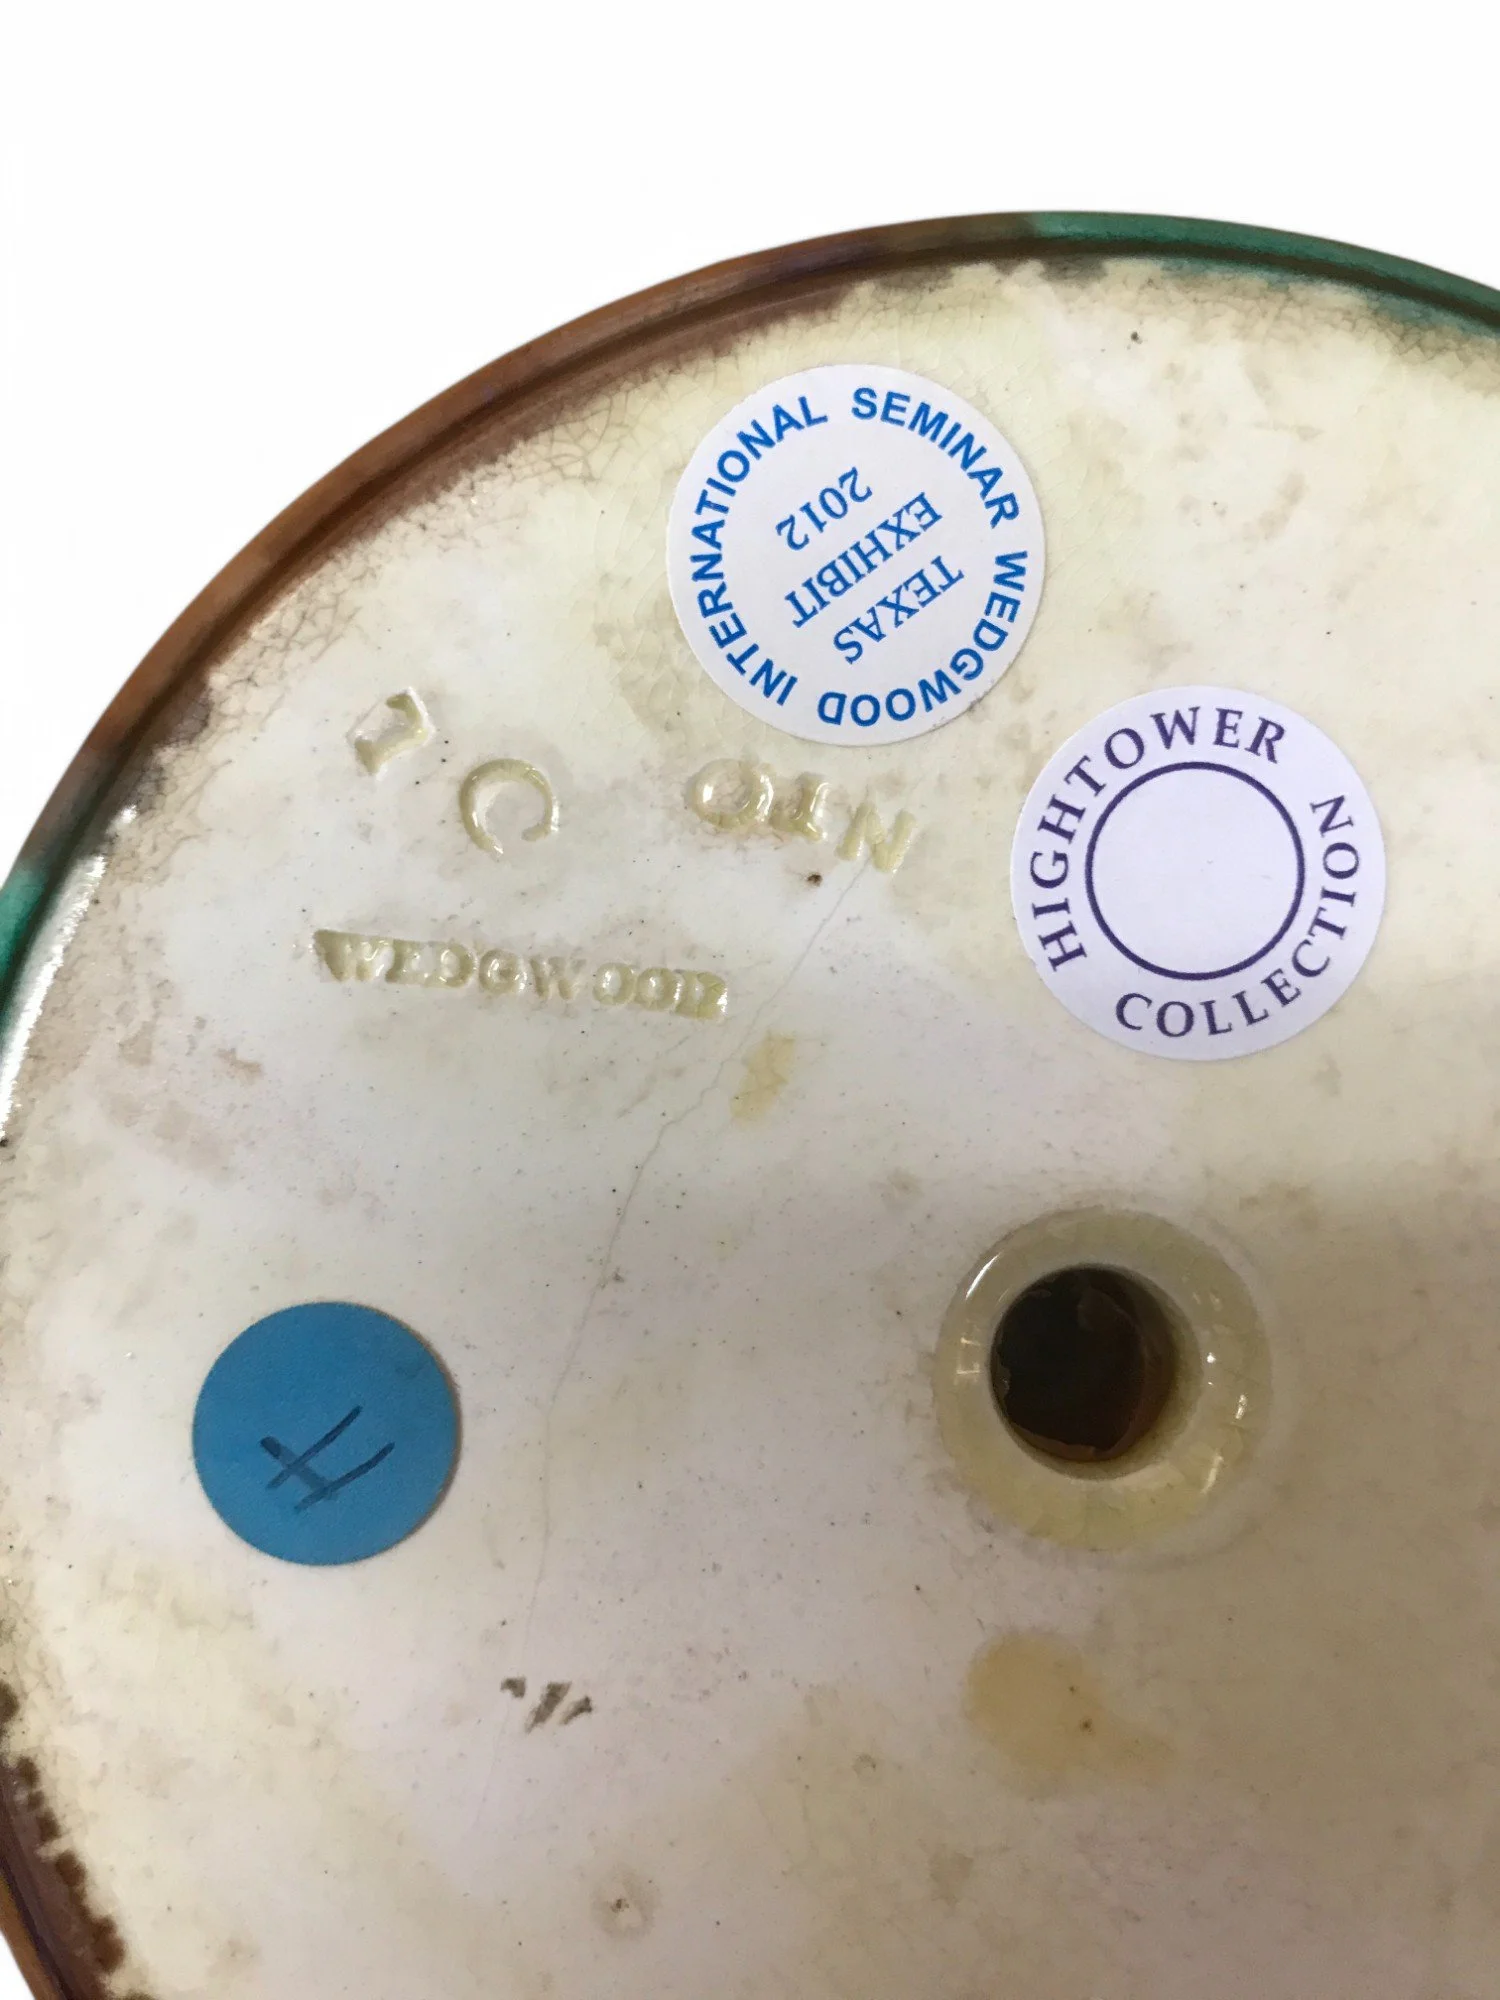 INTERNATIONAL SEMINAR WEDGWOOD
TEXAS
EXHIBIT
2012
HIGHTOWER
COLLECTION
C
WEDGWOOD
H